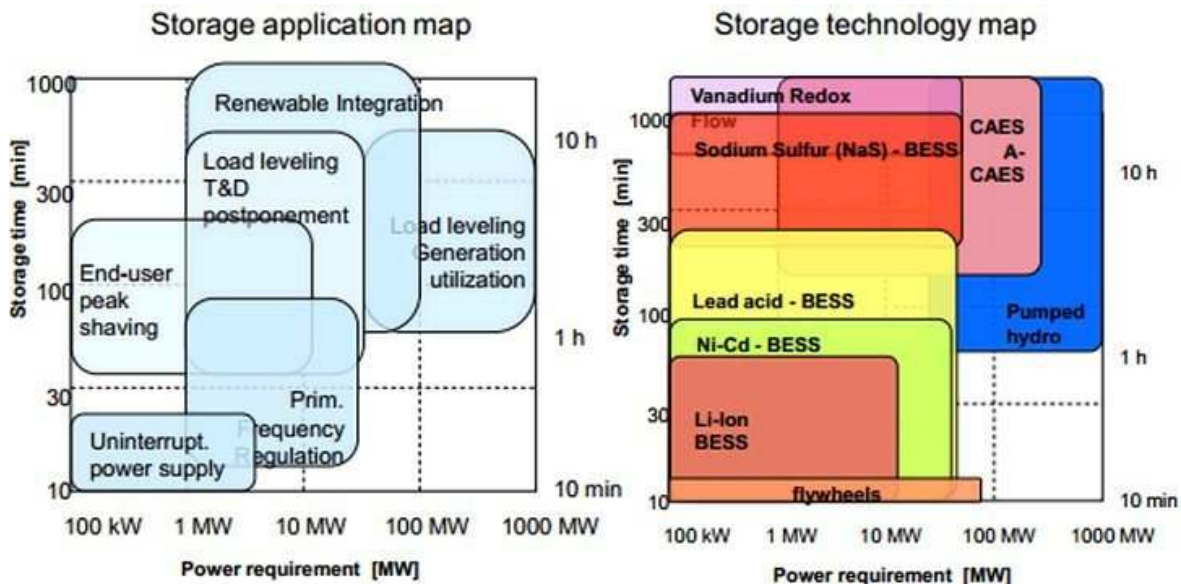 Storage application map
1000
300
100
30
10
Storage time [min]
Renewable Integration
Load leveling
T&D
postponement
Load leveling
Generation
utilization
End-user
peak
shaving
Prim.
Frequency
Regulation
Uninterrupt.
power supply
10 h
1 h
10 min
100 kW
1 MW
10 MW
100 MW
1000 MW
Power requirement [MW]
Storage technology map
1000
300
100
30
10
Storage time [min]
Vanadium Redox
Flow
Sodium Sulfur (NaS) - BESS
CAES
A-
CAES
Lead acid - BESS
Pumped
hydro
Ni-Cd - BESS
Li-Ion
BESS
flywheels
10 h
1 h
10 min
100 kW
1 MW
10 MW
100 MW
1000 MW
Power requirement [MW]